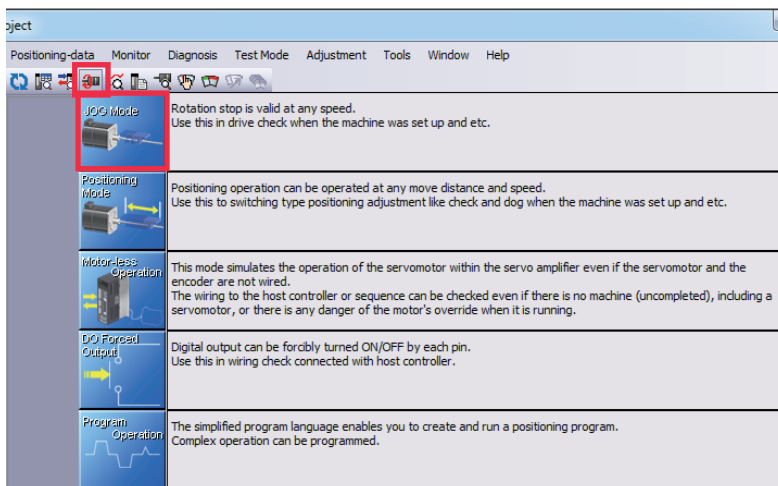 oject
Positioning-data Monitor Diagnosis Test Mode Adjustment Tools Window Help
JOG Mode
Rotation stop is valid at any speed.
Use this in drive check when the machine was set up and etc.
Positioning
Mode
Positioning operation can be operated at any move distance and speed.
Use this to switching type positioning adjustment like check and dog when the machine was set up and etc.
Motor-less
Operation
This mode simulates the operation of the servomotor within the servo amplifier even if the servomotor and the
encoder are not wired.
The wiring to the host controller or sequence can be checked even if there is no machine (uncompleted), including a
servomotor, or there is any danger of the motor's override when it is running.
DO Forced
Output
Digital output can be forcibly turned ON/OFF by each pin.
Use this in wiring check connected with host controller.
Program
Operation
The simplified program language enables you to create and run a positioning program.
Complex operation can be programmed.